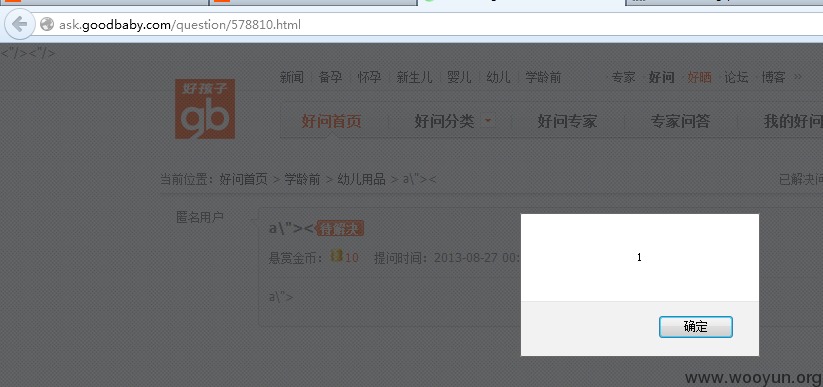 ask.goodbaby.com/question/578810.html
<"/><"/>
好孩子
gb
新闻 备孕 怀孕 新生儿 婴儿 幼儿 学龄前 · 专家 · 好问 · 好晒 · 论坛 · 博客 »
好问首页 好问分类 好问专家 专家问答 我的好问
当前位置: 好问首页 > 学龄前 > 幼儿用品 > a\"><
已解决问
匿名用户
a\"><
待解决
悬赏金币: 10 提问时间: 2013-08-27 00:
a\">
1
确定
www.wooyun.org